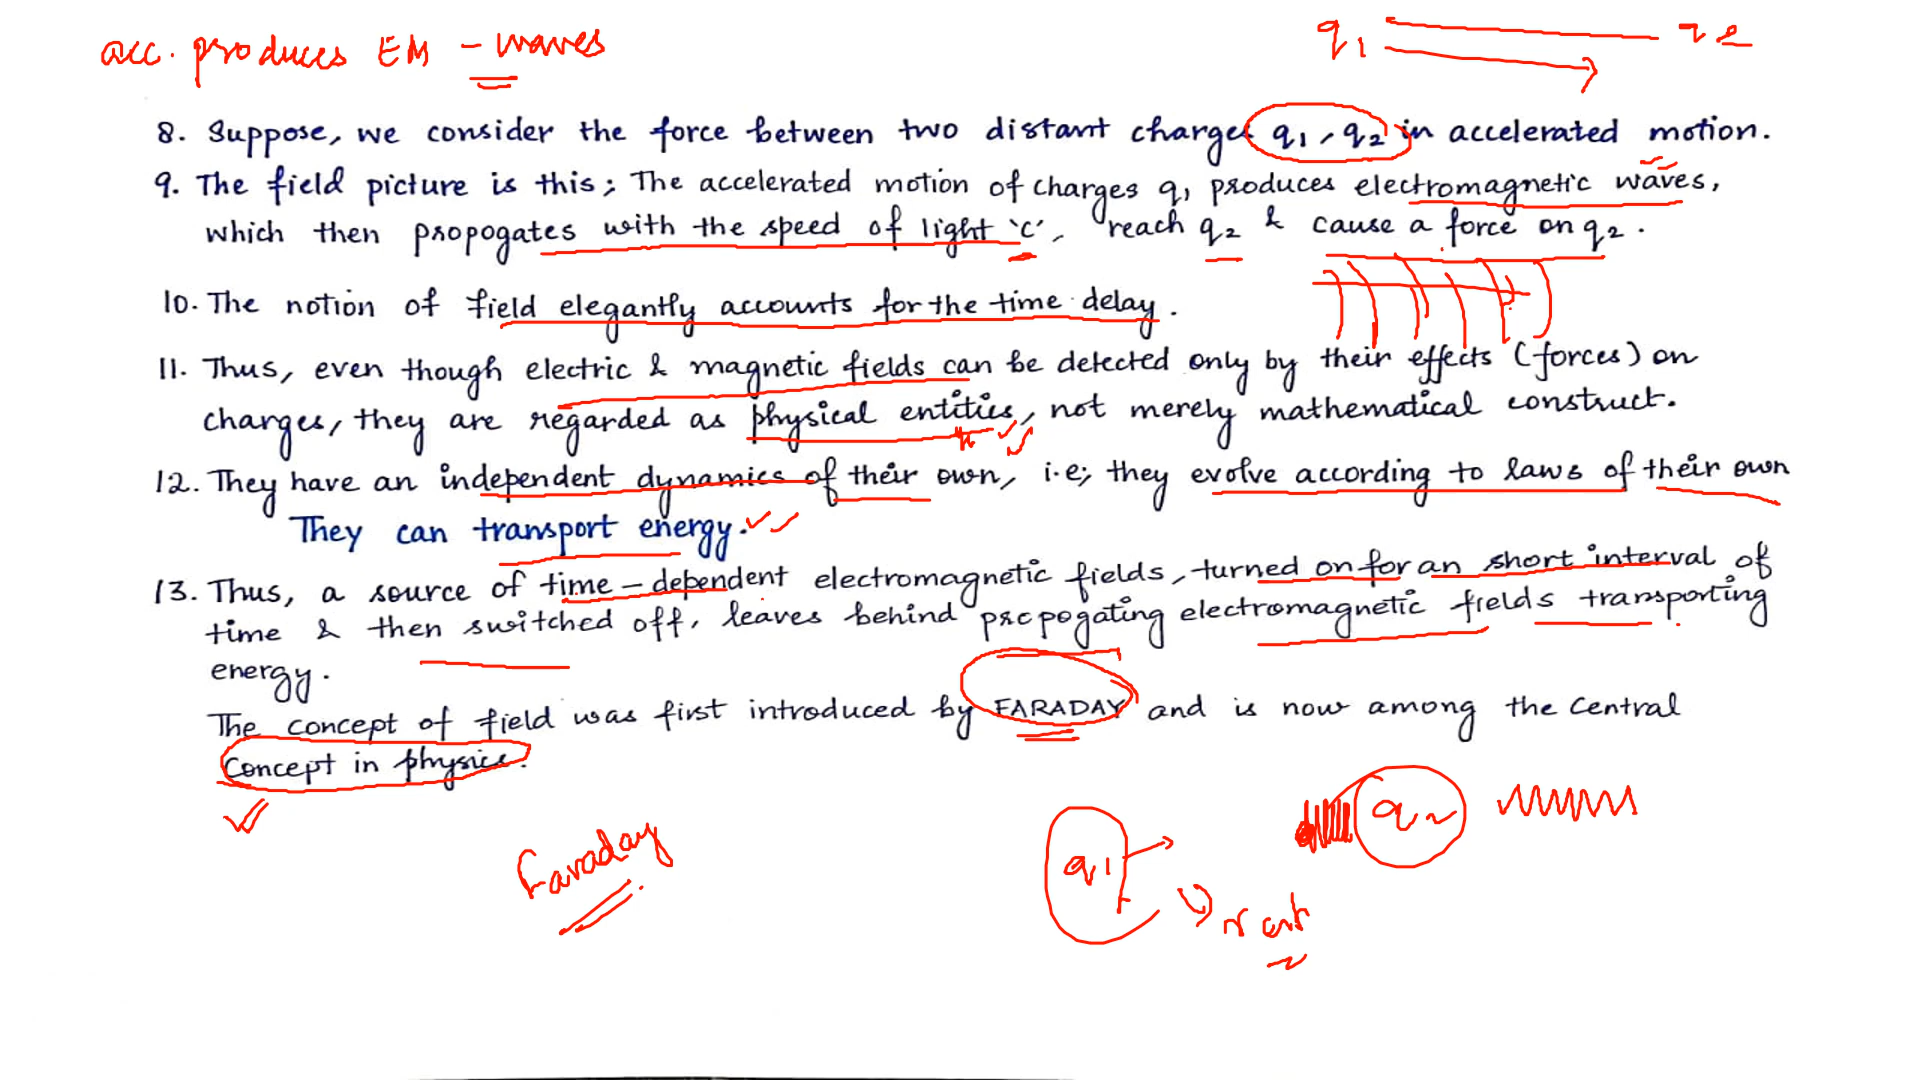 acc. produces EM - waves
q1 q2
8. Suppose, we consider the force between two distant charges q1, q2 in accelerated motion.
9. The field picture is this; The accelerated motion of charges q1 produces electromagnetic waves,
which then propogates with the speed of light 'c', reach q2 & cause a force on q2.
10. The notion of field elegantly accounts for the time delay.
11. Thus, even though electric & magnetic fields can be detected only by their effects (forces) on
charges, they are regarded as physical entities, not merely mathematical construct.
12. They have an independent dynamics of their own, i.e; they evolve according to laws of their own
They can transport energy.
13. Thus, a source of time - dependent electromagnetic fields, turned on for an short interval of
time & then switched off, leaves behind propogating electromagnetic fields transporting
energy.
The concept of field was first introduced by FARADAY and is now among the central
concept in physics.
Faraday
q1
q2